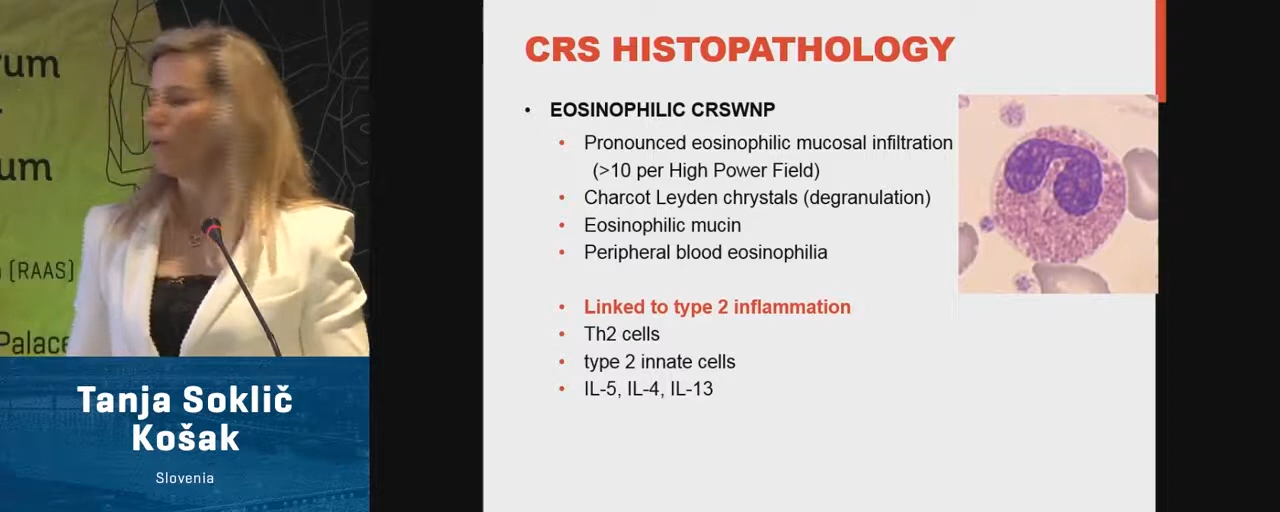 rum
um
(RAAS)
Palace
Tanja Soklič
Košak
Slovenia
CRS HISTOPATHOLOGY
• EOSINOPHILIC CRSWNP
• Pronounced eosinophilic mucosal infiltration
(>10 per High Power Field)
• Charcot Leyden chrystals (degranulation)
• Eosinophilic mucin
• Peripheral blood eosinophilia
• Linked to type 2 inflammation
• Th2 cells
• type 2 innate cells
• IL-5, IL-4, IL-13